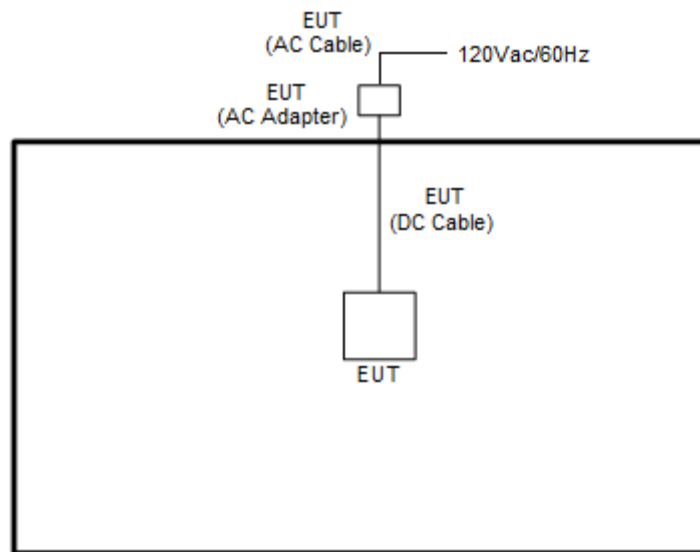 EUT
(AC Cable)
120Vac/60Hz
EUT
(AC Adapter)
EUT
(DC Cable)
EUT